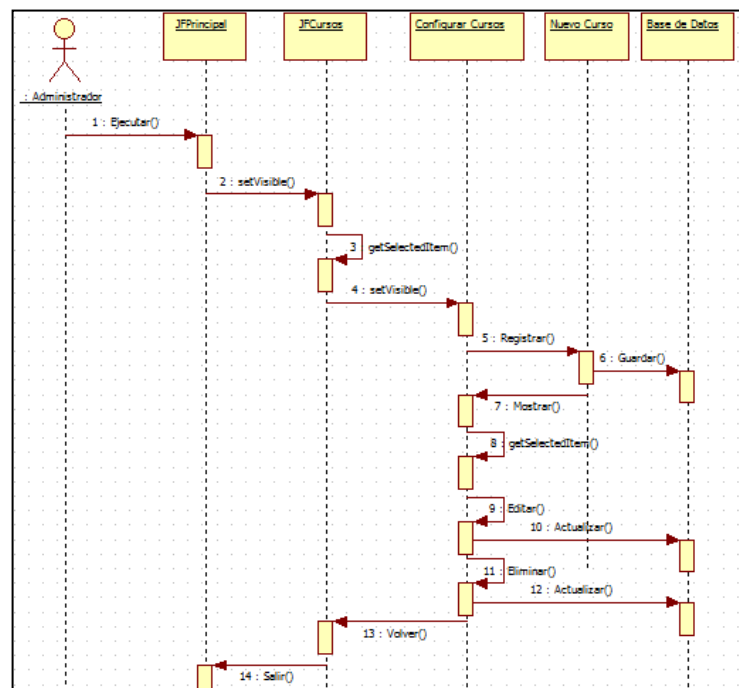 JFPrincipal
JFCursos
Configurar Cursos
Nuevo Curso
Base de Datos
: Administrador
1 : Ejecutar()
2 : setVisible()
3 getSelectedItem()
4 : setVisible()
5 : Registrar()
6 : Guardar()
7 : Mostrar()
8 : getSelectedItem()
9 : Editar()
10 : Actualizar()
11 : Eliminar()
12 : Actualizar()
13 : Volver()
14 : Salir()